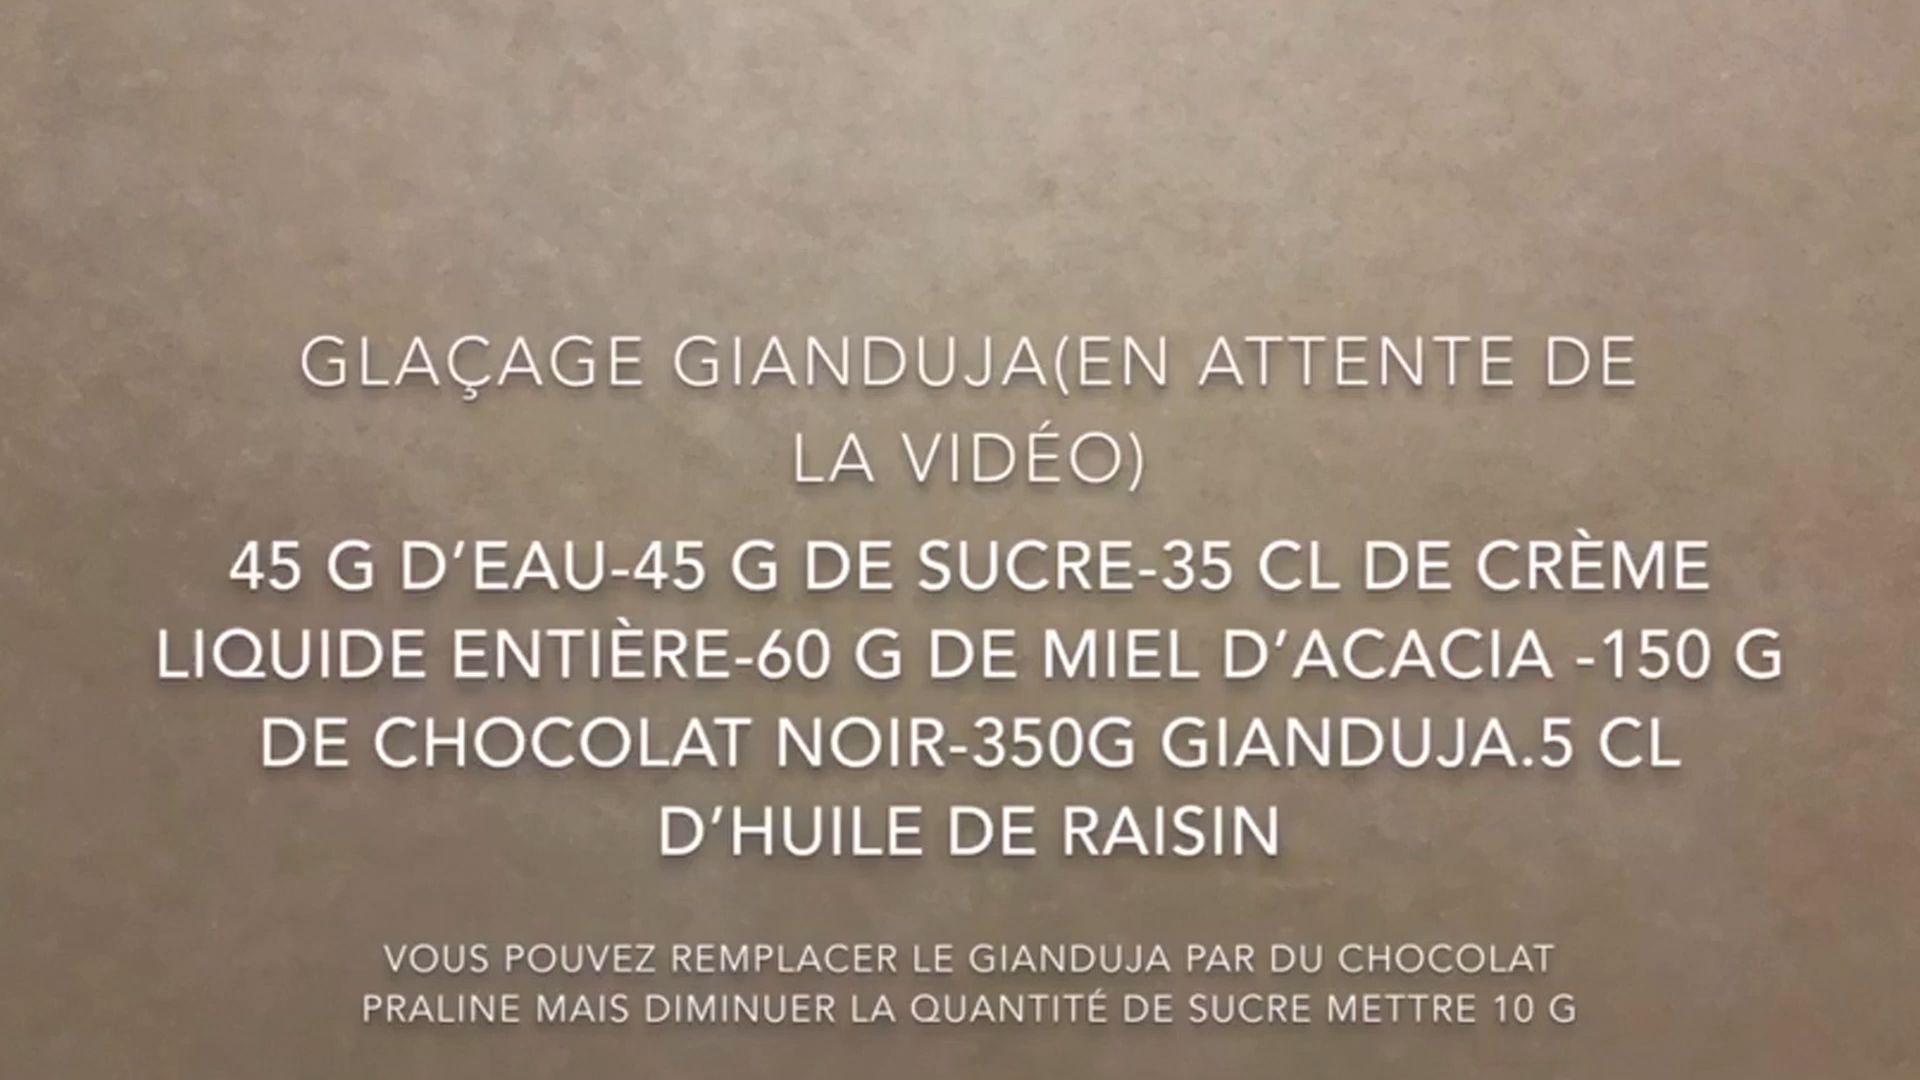 GLAÇAGE GIANDUJA(EN ATTENTE DE
LA VIDÉO)
45 G D’EAU-45 G DE SUCRE-35 CL DE CRÈME
LIQUIDE ENTIÈRE-60 G DE MIEL D’ACACIA -150 G
DE CHOCOLAT NOIR-350G GIANDUJA.5 CL
D’HUILE DE RAISIN
VOUS POUVEZ REMPLACER LE GIANDUJA PAR DU CHOCOLAT
PRALINE MAIS DIMINUER LA QUANTITÉ DE SUCRE METTRE 10 G